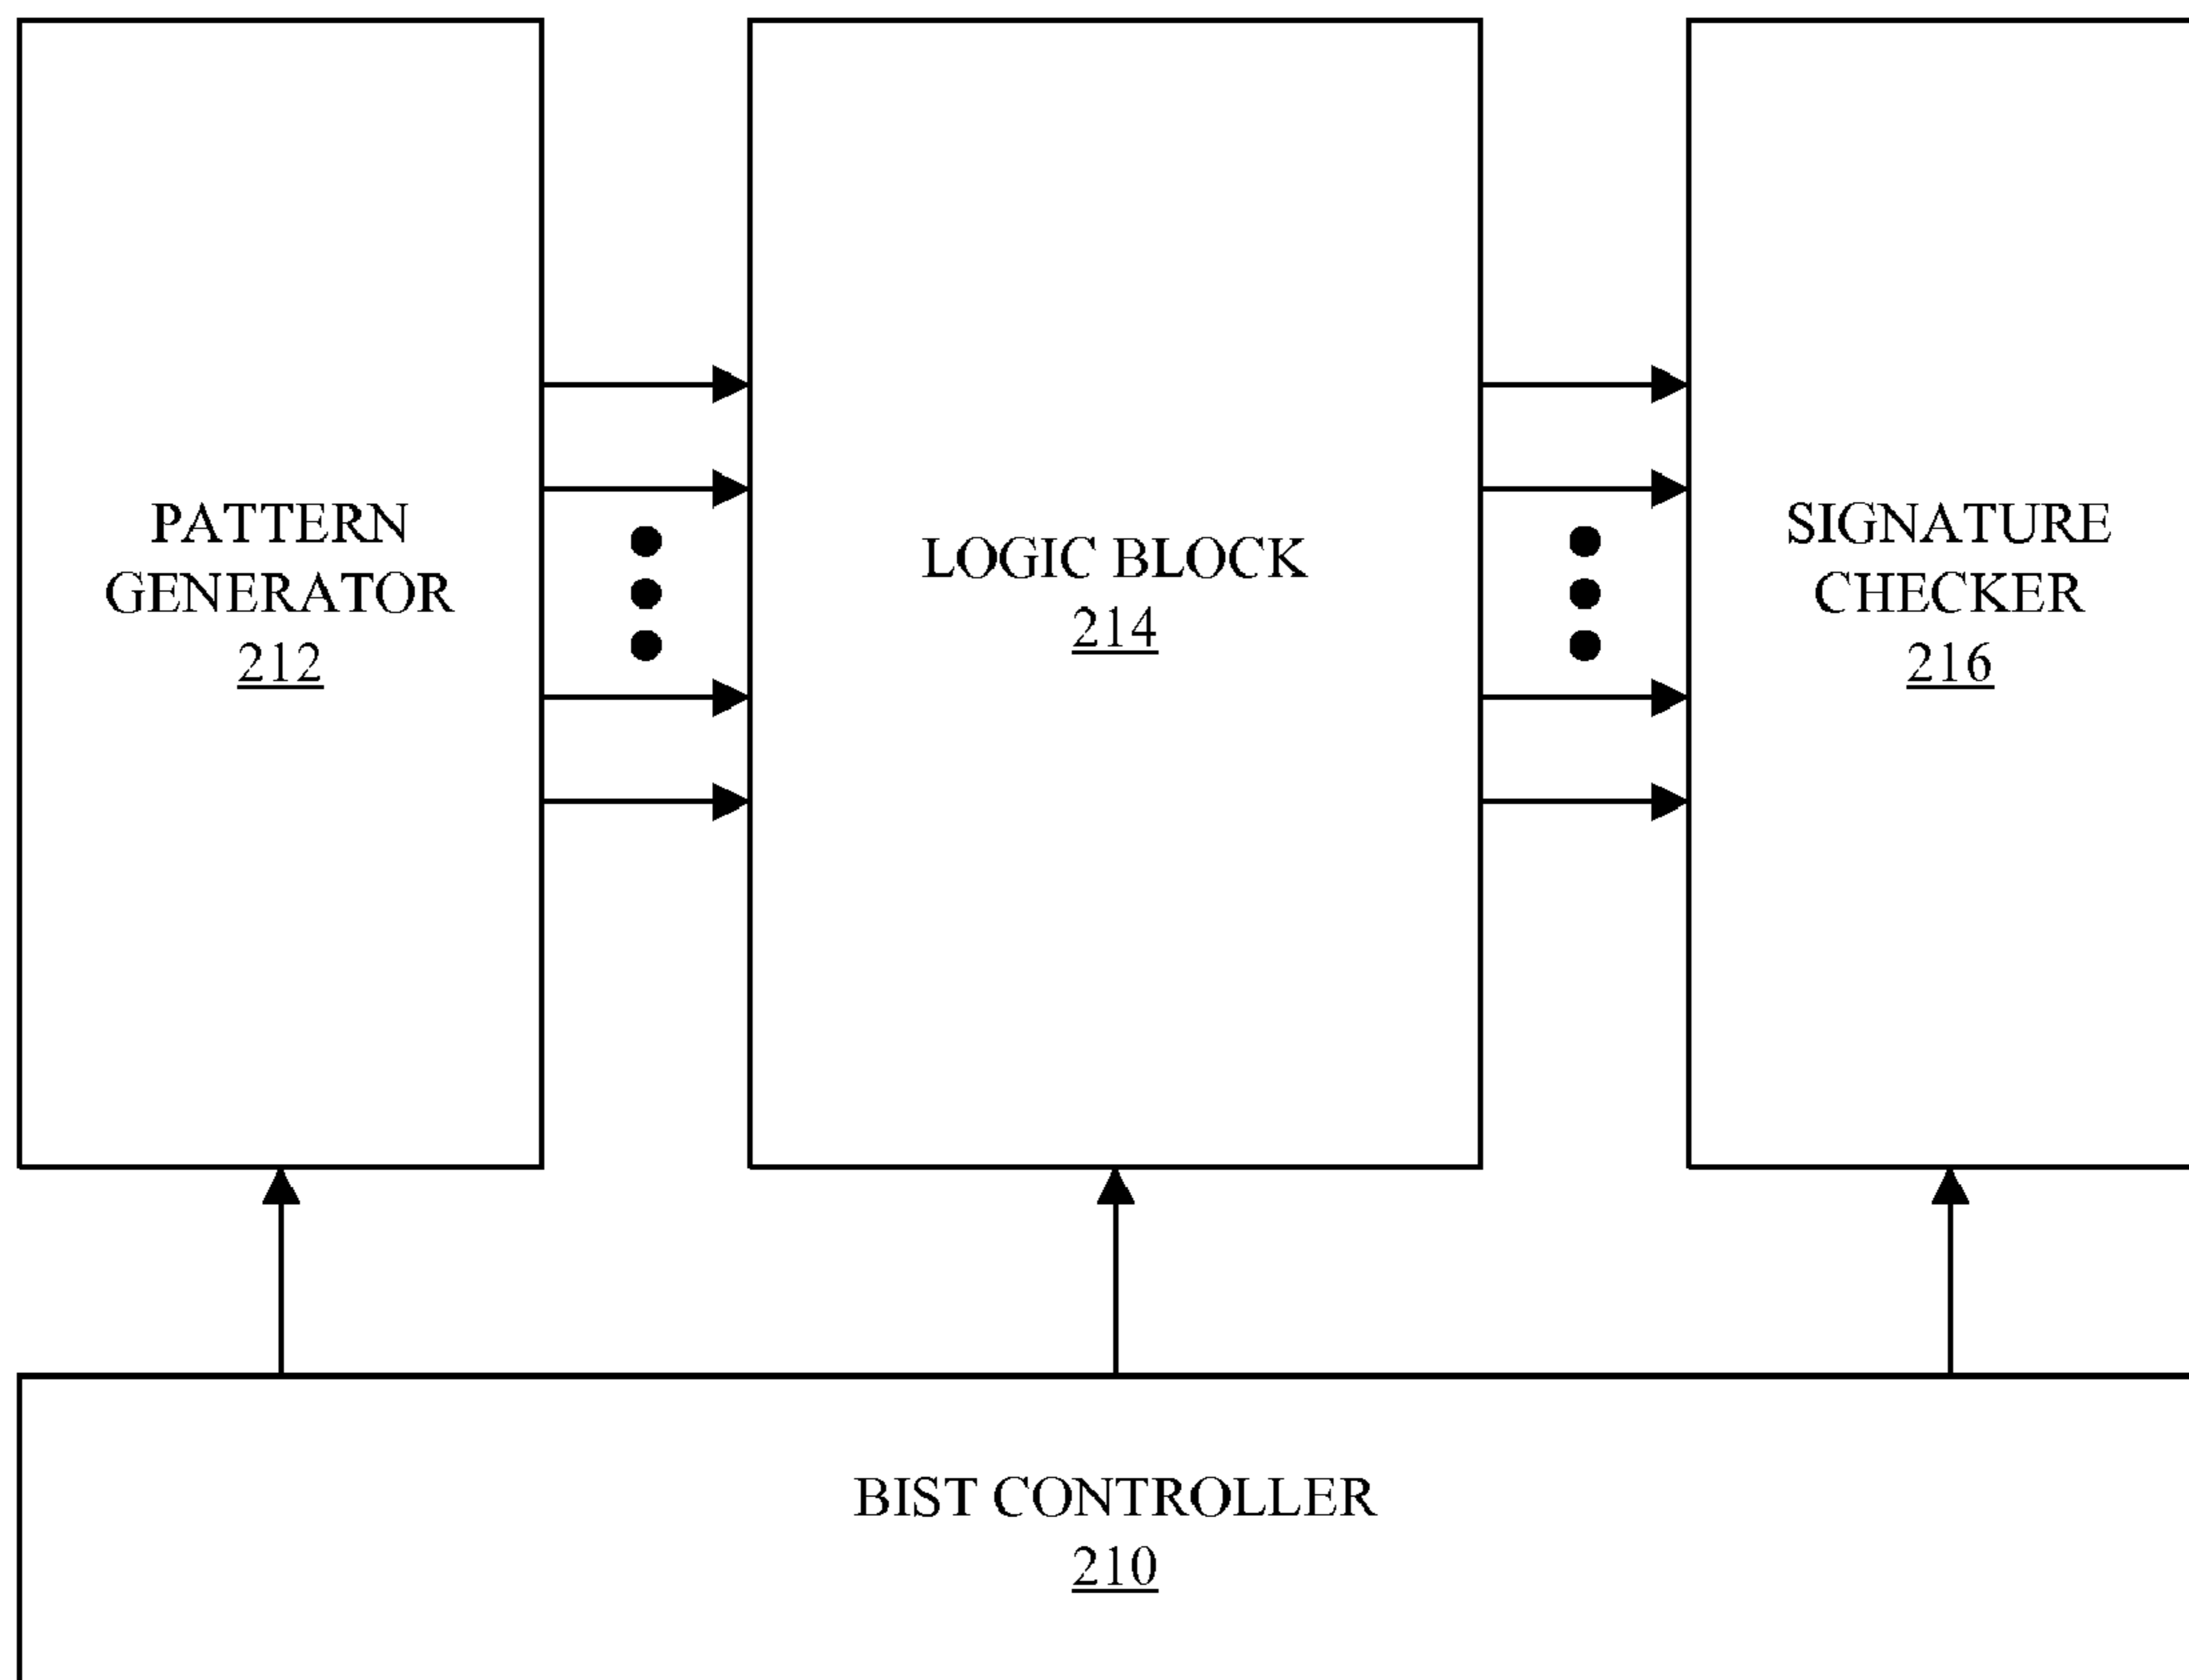 PATTERN
GENERATOR
212
LOGIC BLOCK
214
SIGNATURE
CHECKER
216
BIST CONTROLLER
210